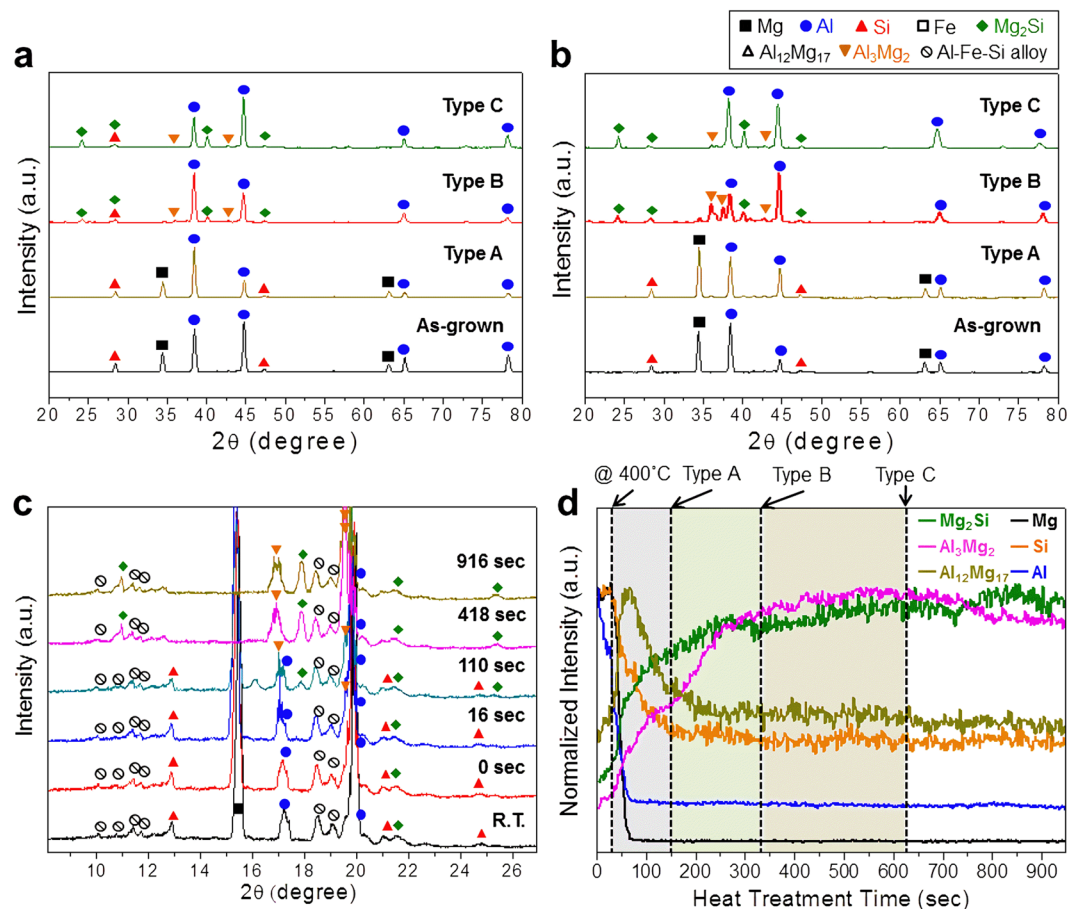 Mg Al Si Fe Mg2Si
Al12Mg17 Al3Mg2 Al-Fe-Si alloy
a
Type C
Type B
Type A
As-grown
Intensity (a.u.)
20 25 30 35 40 45 50 55 60 65 70 75 80
2θ (degree)
b
Type C
Type B
Type A
As-grown
Intensity (a.u.)
20 25 30 35 40 45 50 55 60 65 70 75 80
2θ (degree)
c
916 sec
418 sec
110 sec
16 sec
0 sec
R.T.
Intensity (a.u.)
10 12 14 16 18 20 22 24 26
2θ (degree)
d
@ 400˚C Type A Type B Type C
Mg2Si Mg
Al3Mg2 Si
Al12Mg17 Al
Normalized Intensity (a.u.)
0 100 200 300 400 500 600 700 800 900
Heat Treatment Time (sec)